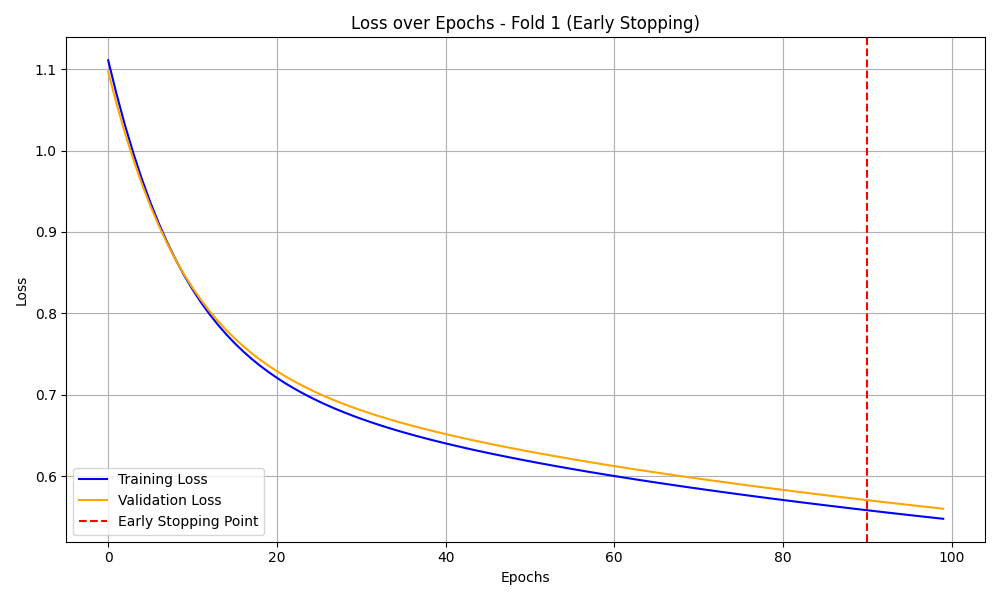 Loss over Epochs - Fold 1 (Early Stopping)
1.1
1.0
0.9
0.8
0.7
0.6
Loss
Training Loss
Validation Loss
Early Stopping Point
0 20 40 60 80 100
Epochs